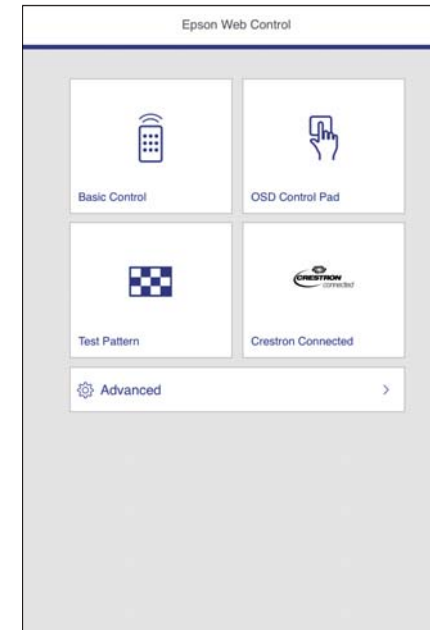 Epson Web Control
Basic Control
OSD Control Pad
CRESTRON
connected
Test Pattern
Crestron Connected
Advanced